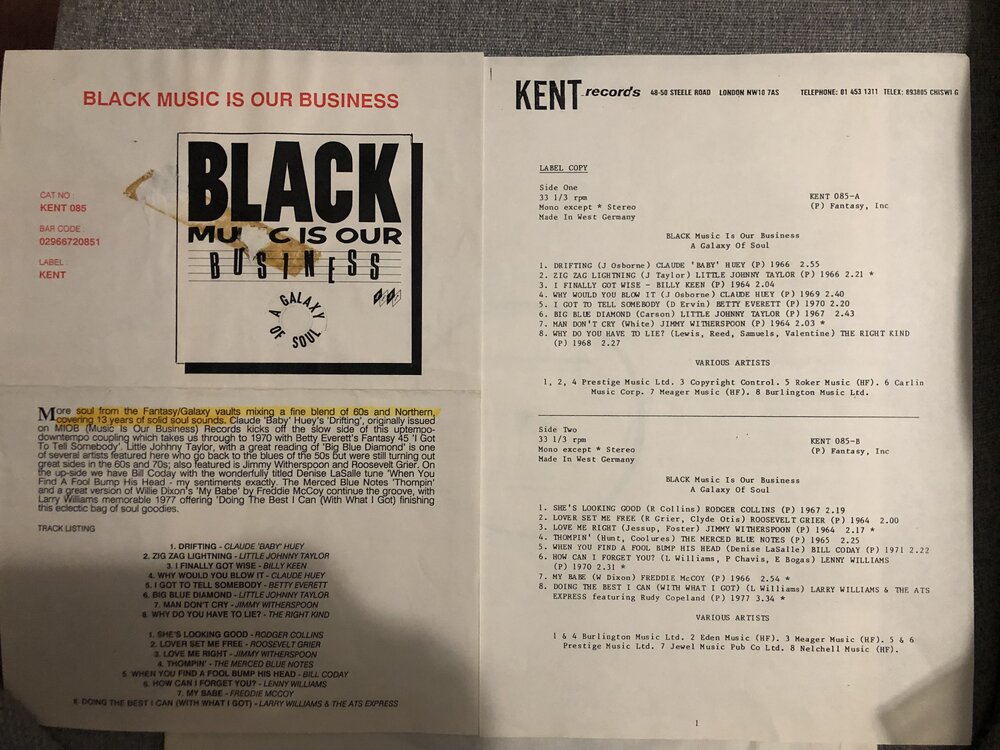 BLACK MUSIC IS OUR BUSINESS
BLACK
MU C IS OUR
BUSINESS
A GALAXY
OF SOUL
CAT NO :
KENT 085
BAR CODE :
02966720851
LABEL :
KENT
More soul from the Fantasy/Galaxy vaults mixing a fine blend of 60s and Northern,
covering 13 years of solid soul sounds. Claude 'Baby' Huey's 'Drifting', originally issued
on MIOB (Music Is Our Business) Records kicks off the slow side of this uptempo-
downtempo coupling which takes us through to 1970 with Betty Everett's Fantasy 45 'I Got
To Tell Somebody'. Little Johnny Taylor, with a great reading of 'Big Blue Diamond' is one
of several artists featured here who go back to the blues of the 50s but were still turning out
great sides in the 60s and 70s; also featured is Jimmy Witherspoon and Roosevelt Grier. On
the up-side we have Bill Coday with the wonderfully titled Denise LaSalle tune 'When You
Find A Fool Bump His Head - my sentiments exactly. The Merced Blue Notes 'Thompin'
and a great version of Willie Dixon's 'My Babe' by Freddie McCoy continue the groove, with
Larry Williams memorable 1977 offering 'Doing The Best I Can (With What I Got) finishing
this eclectic bag of soul goodies.
TRACK LISTING
1. DRIFTING - CLAUDE 'BABY' HUEY
2. ZIG ZAG LIGHTNING - LITTLE JOHNNY TAYLOR
3. I FINALLY GOT WISE - BILLY KEEN
4. WHY WOULD YOU BLOW IT - CLAUDE HUEY
5. I GOT TO TELL SOMEBODY - BETTY EVERETT
6. BIG BLUE DIAMOND - LITTLE JOHNNY TAYLOR
7. MAN DON'T CRY - JIMMY WITHERSPOON
8. WHY DO YOU HAVE TO LIE? - THE RIGHT KIND
1. SHE'S LOOKING GOOD - RODGER COLLINS
2. LOVER SET ME FREE - ROOSEVELT GRIER
3. LOVE ME RIGHT - JIMMY WITHERSPOON
4. THOMPIN' - THE MERCED BLUE NOTES
5. WHEN YOU FIND A FOOL BUMP HIS HEAD - BILL CODAY
6. HOW CAN I FORGET YOU? - LENNY WILLIAMS
7. MY BABE - FREDDIE MCCOY
8. DOING THE BEST I CAN (WITH WHAT I GOT) - LARRY WILLIAMS & THE ATS EXPRESS
KENT records 48-50 STEELE ROAD LONDON NW10 7AS TELEPHONE: 01 453 1311 TELEX: 893805 CHISWI G
LABEL COPY
Side One
33 1/3 rpm KENT 085-A
Mono except * Stereo (P) Fantasy, Inc
Made In West Germany
BLACK Music Is Our Business
A Galaxy Of Soul
1. DRIFTING (J Osborne) CLAUDE 'BABY' HUEY (P) 1966 2.55
2. ZIG ZAG LIGHTNING (J Taylor) LITTLE JOHNNY TAYLOR (P) 1966 2.21 *
3. I FINALLY GOT WISE - BILLY KEEN (P) 1964 2.04
4. WHY WOULD YOU BLOW IT (J Osborne) CLAUDE HUEY (P) 1969 2.40
5. I GOT TO TELL SOMEBODY (D Ervin) BETTY EVERETT (P) 1970 2.20
6. BIG BLUE DIAMOND (Carson) LITTLE JOHNNY TAYLOR (P) 1967 2.43
7. MAN DON'T CRY (White) JIMMY WITHERSPOON (P) 1964 2.03 *
8. WHY DO YOU HAVE TO LIE? (Lewis, Reed, Samuels, Valentine) THE RIGHT KIND
(P) 1968 2.27
VARIOUS ARTISTS
1, 2, 4 Prestige Music Ltd. 3 Copyright Control. 5 Roker Music (HF). 6 Carlin
Music Corp. 7 Meager Music (HF). 8 Burlington Music Ltd.
Side Two
33 1/3 rpm KENT 085-B
Mono except * Stereo (P) Fantasy, Inc
Made In West Germany
BLACK Music Is Our Business
A Galaxy Of Soul
1. SHE'S LOOKING GOOD (R Collins) RODGER COLLINS (P) 1967 2.19
2. LOVER SET ME FREE (R Grier, Clyde Otis) ROOSEVELT GRIER (P) 1964 2.00
3. LOVE ME RIGHT (Jessup, Foster) JIMMY WITHERSPOON (P) 1964 2.17 *
4. THOMPIN' (Hunt, Coolures) THE MERCED BLUE NOTES (P) 1965 2.25
5. WHEN YOU FIND A FOOL BUMP HIS HEAD (Denise LaSalle) BILL CODAY (P) 1971 2.22
6. HOW CAN I FORGET YOU? (L Williams, P Chavis, E Bogas) LENNY WILLIAMS
(P) 1970 2.31 *
7. MY BABE (W Dixon) FREDDIE McCOY (P) 1966 2.54 *
8. DOING THE BEST I CAN (WITH WHAT I GOT) (L Williams) LARRY WILLIAMS & THE ATS
EXPRESS featuring Rudy Copeland (P) 1977 3.34 *
VARIOUS ARTISTS
1 & 4 Burlington Music Ltd. 2 Eden Music (HF). 3 Meager Music (HF). 5 & 6
Prestige Music Ltd. 7 Jewel Music Pub Co Ltd. 8 Nelchell Music (HF).
1